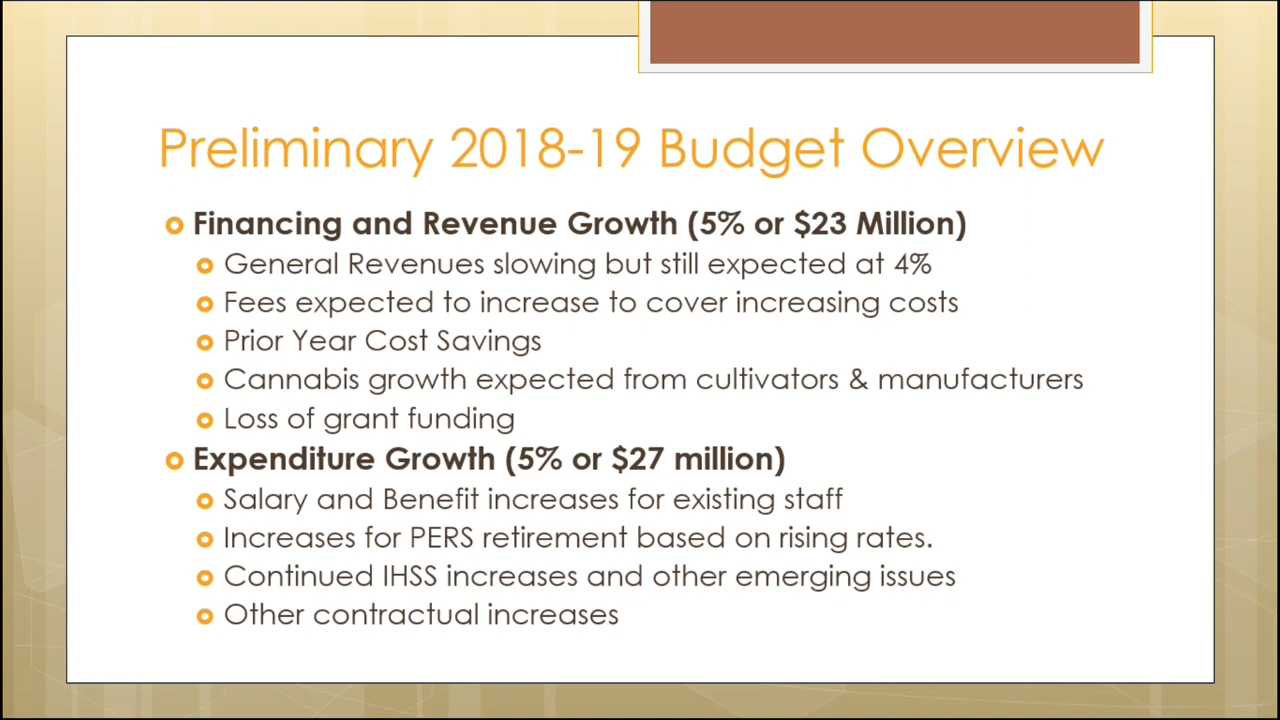 Preliminary 2018-19 Budget Overview
Financing and Revenue Growth (5% or $23 Million)
General Revenues slowing but still expected at 4%
Fees expected to increase to cover increasing costs
Prior Year Cost Savings
Cannabis growth expected from cultivators & manufacturers
Loss of grant funding
Expenditure Growth (5% or $27 million)
Salary and Benefit increases for existing staff
Increases for PERS retirement based on rising rates.
Continued IHSS increases and other emerging issues
Other contractual increases